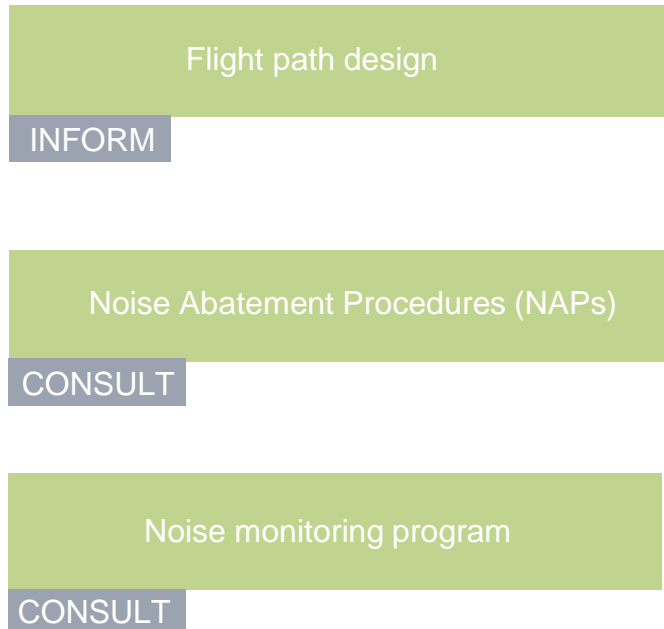 Flight path design
INFORM
Noise Abatement Procedures (NAPs)
CONSULT
Noise monitoring program
CONSULT